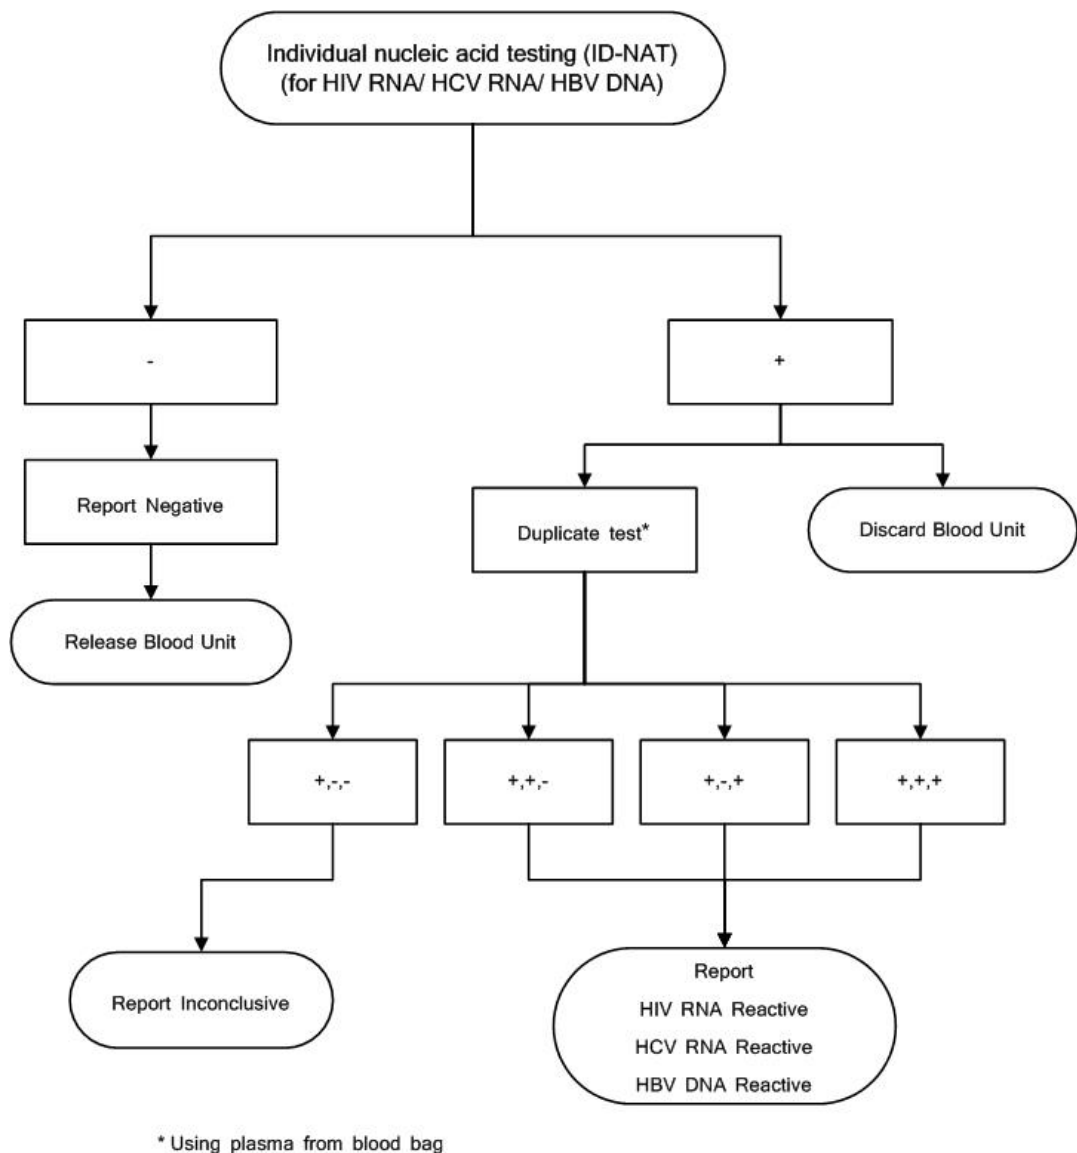 Individual nucleic acid testing (ID-NAT)
(for HIV RNA/ HCV RNA/ HBV DNA)
-
+
Report Negative
Duplicate test*
Discard Blood Unit
Release Blood Unit
+,-,-
+,+,-
+,-,+
+,+,+
Report Inconclusive
Report
HIV RNA Reactive
HCV RNA Reactive
HBV DNA Reactive
* Using plasma from blood bag